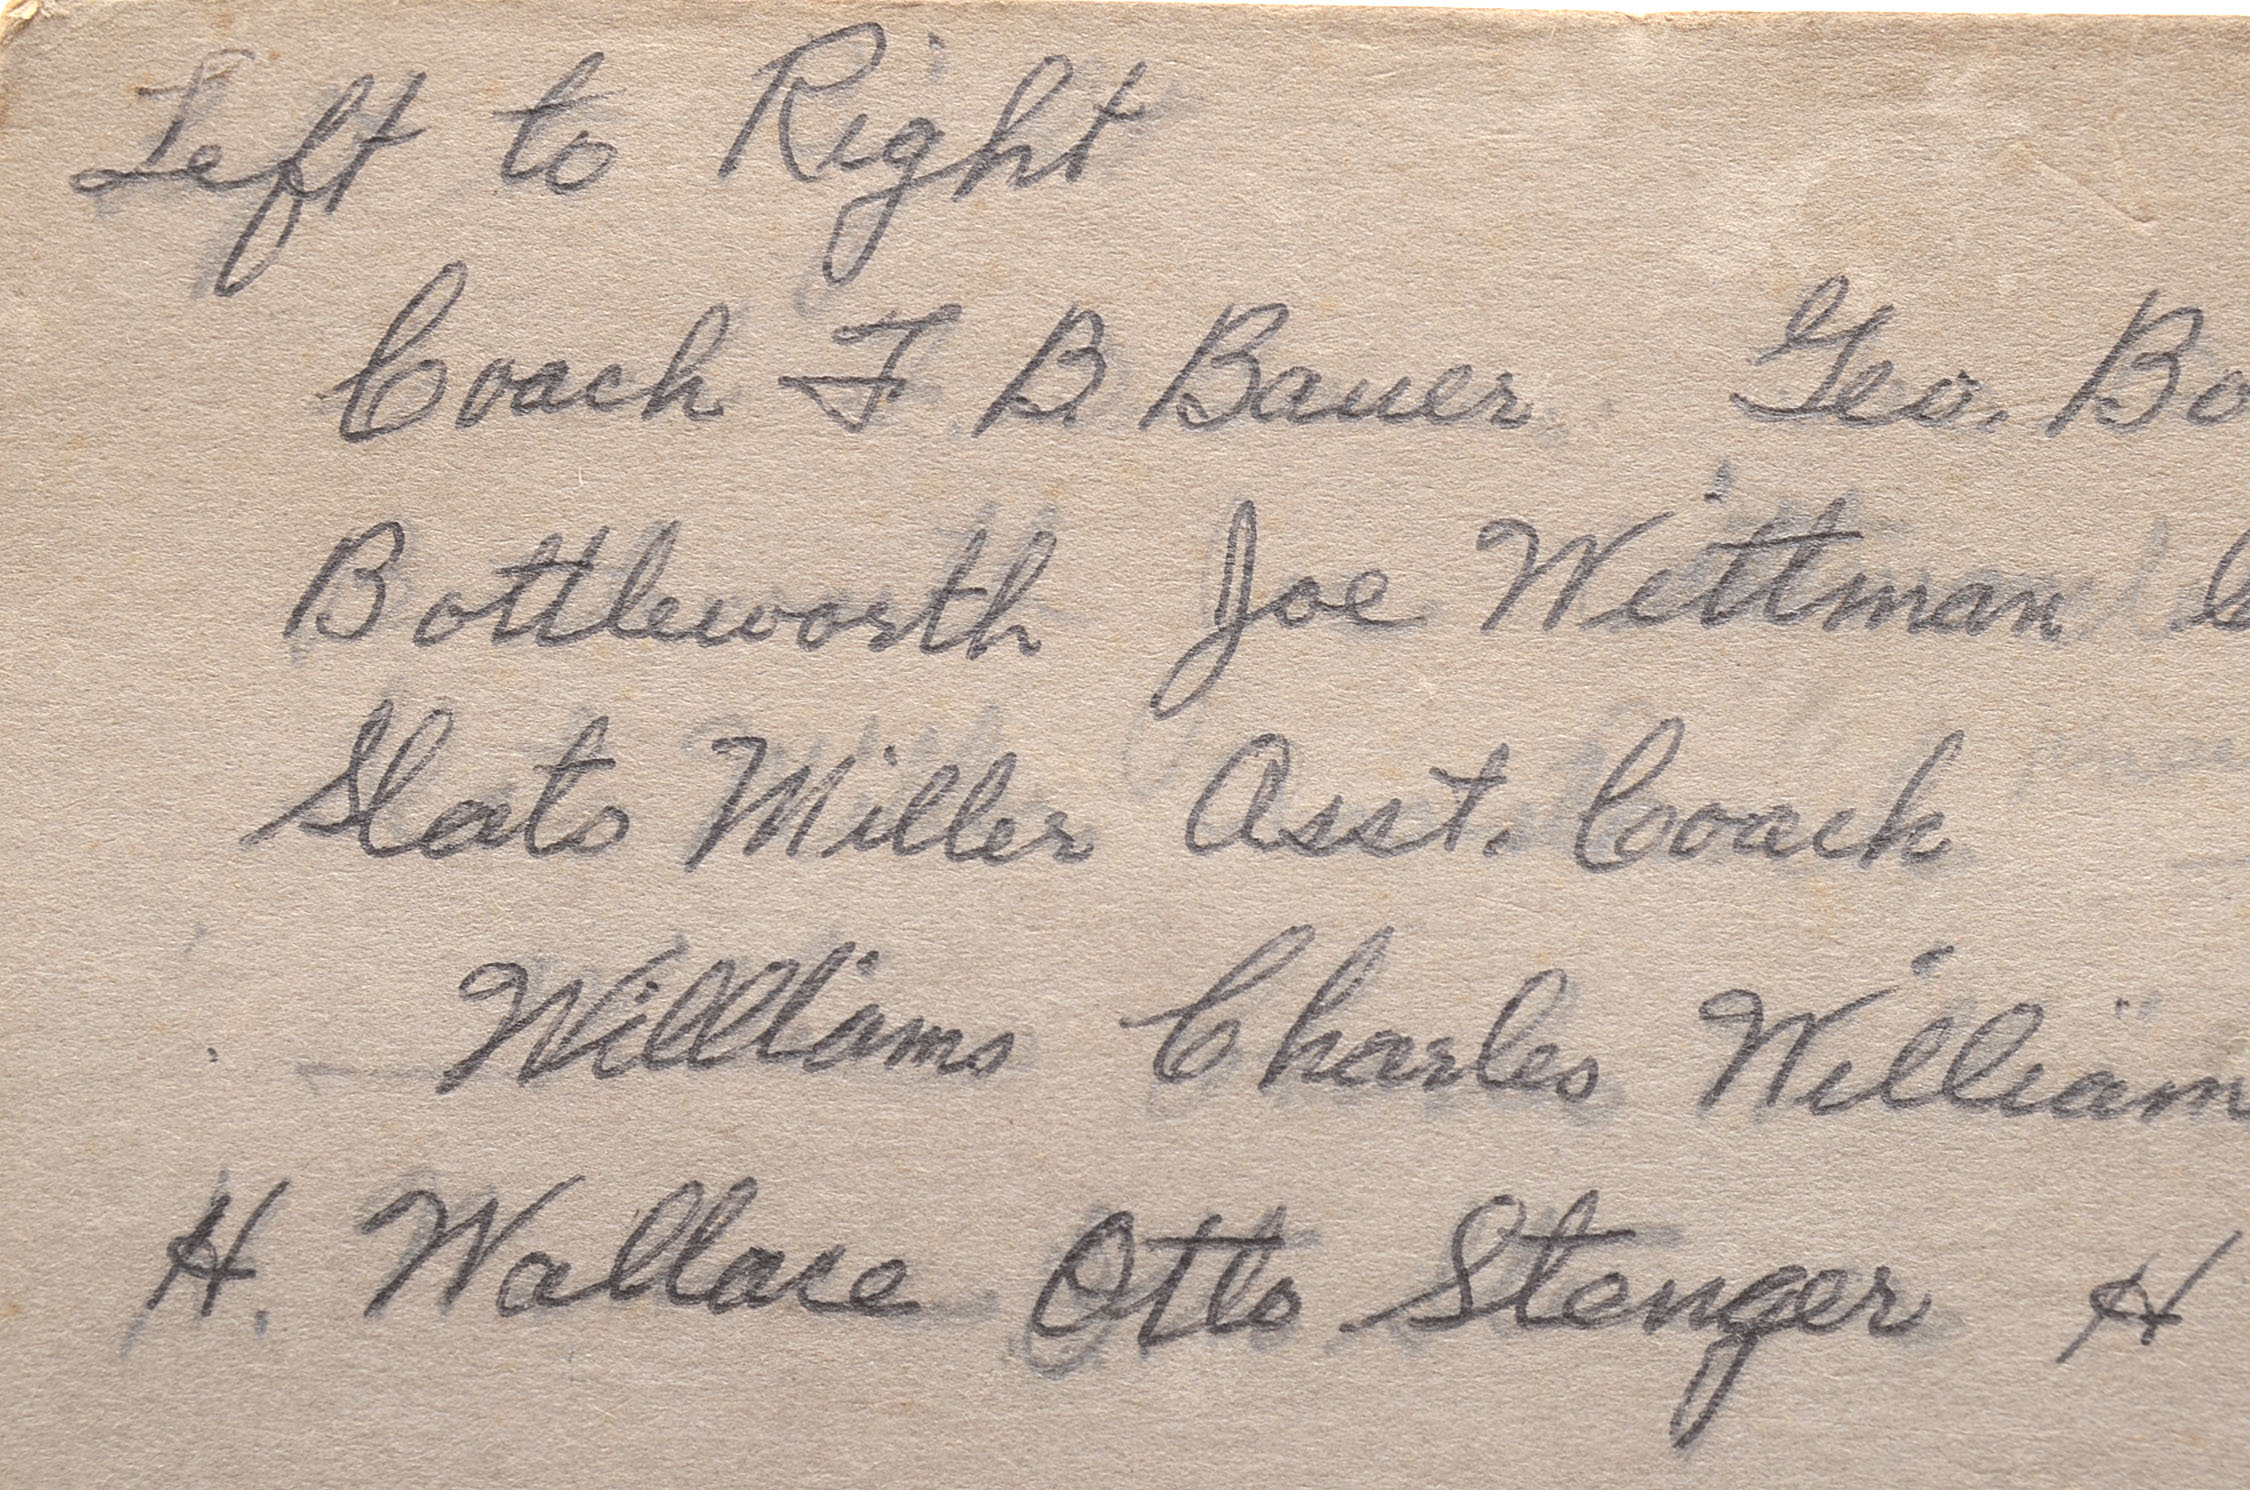 Left to Right
Coach F B. Bauer Geo. Bo
Bottleworth Joe Wittman
Slats Miller Asst. Coach
Williams Charles William
H. Wallace Otto Stenger H